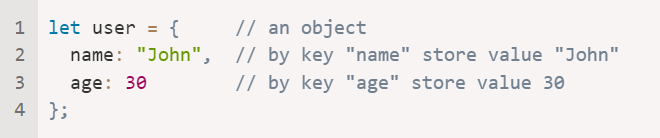 1 let user = {     // an object
2   name: "John",  // by key "name" store value "John"
3   age: 30        // by key "age" store value 30
4 };